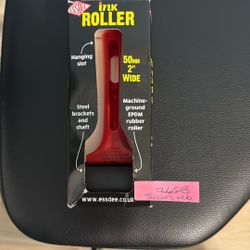 ESSDEE
ink
ROLLER
Hanging
slot
50MM
2"
WIDE
Steel
brackets
and
shaft
Machine-
ground
EPDM
rubber
roller
www.essdee.co.uk